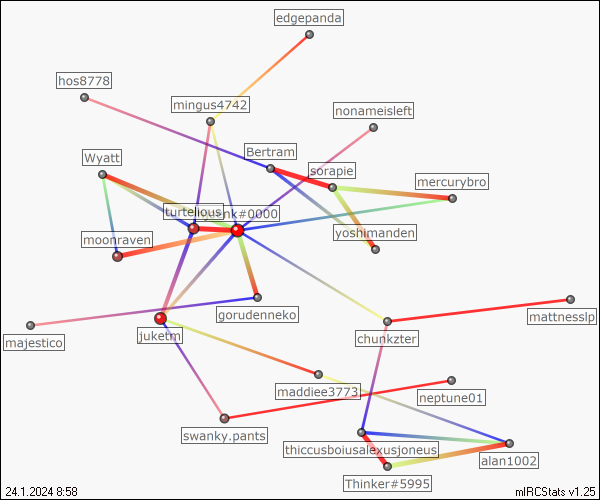 edgepanda
hos8778
mingus4742
nonameisleft
Bertram
Wyatt
sorapie
mercurybro
turtelious
nk#0000
yoshimanden
moonraven
gorudenneko
mattnesslp
majestico
juketm
chunkzter
maddiee3773
neptune01
swanky.pants
thiccusboiusalexusjoneus
alan1002
Thinker#5995
24.1.2024 8:58
mIRCStats v1.25